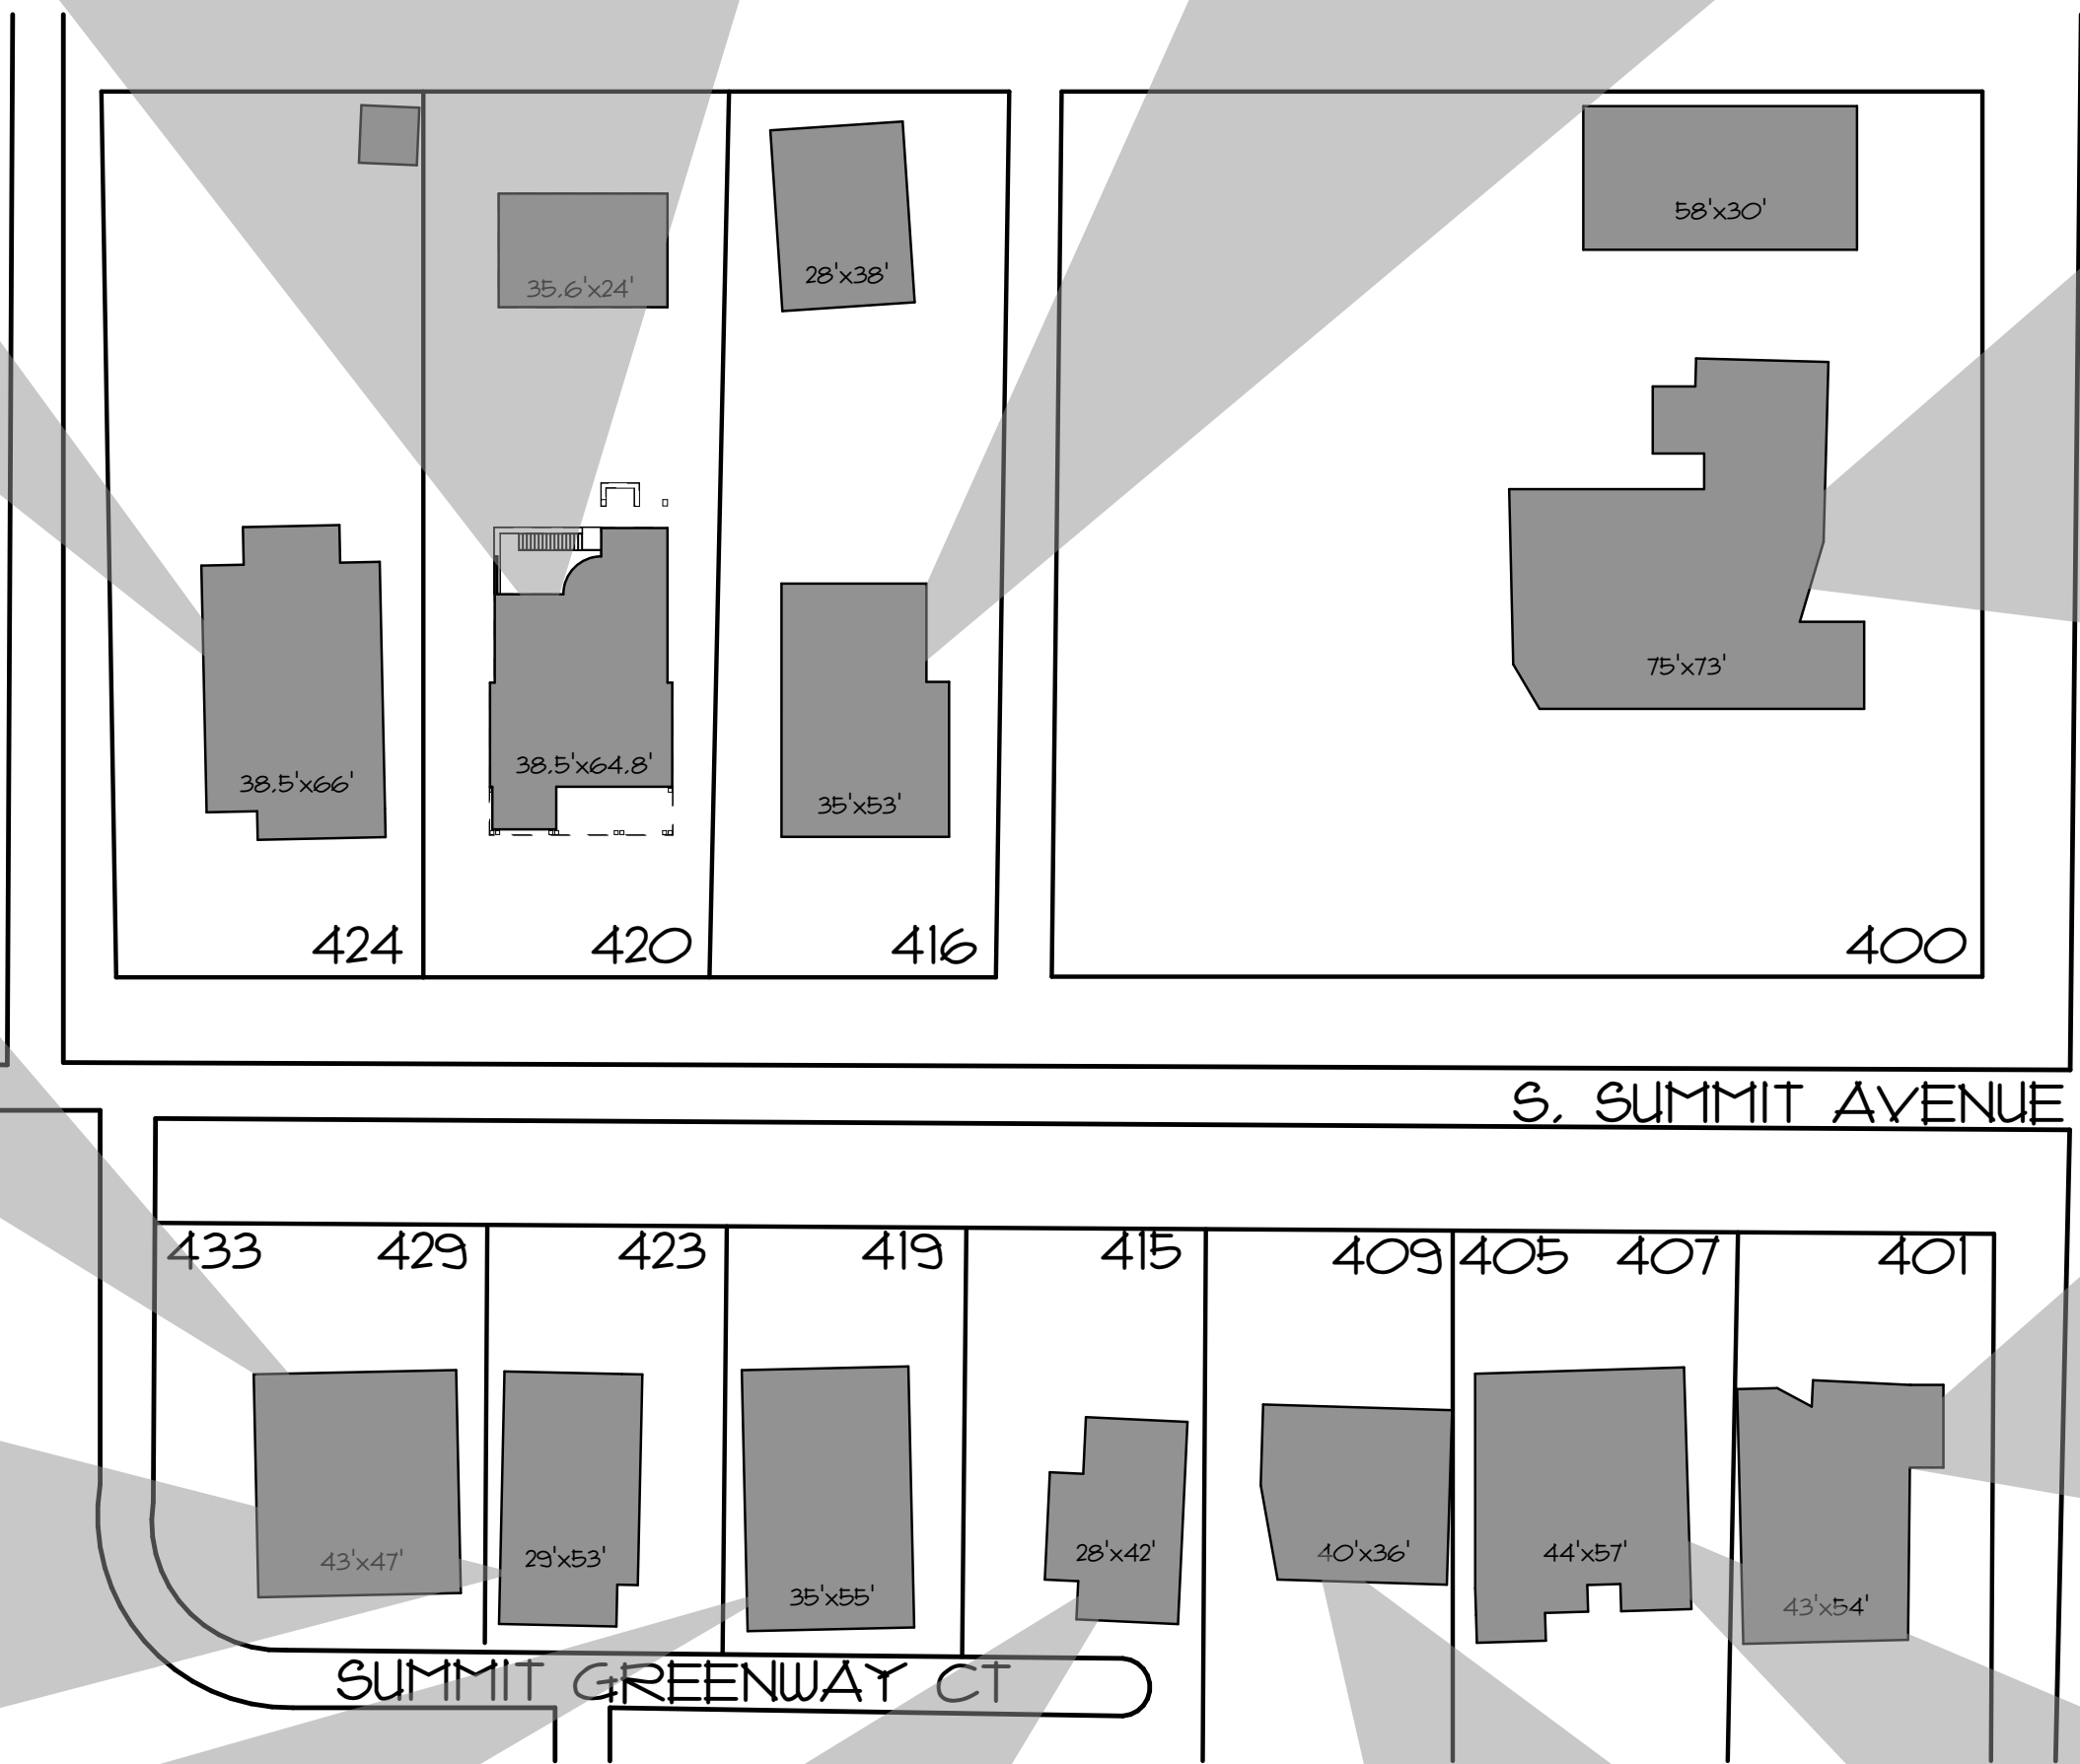 58'x30'
35.6'x24'
28'x38'
75'x73'
38.5'x66'
38.5'x64.8'
35'x53'
424
420
416
400
S. SUMMIT AVENUE
433
429
423
419
415
409
405
407
401
43'x47'
29'x53'
35'x55'
28'x42'
40'x36'
44'x57'
43'x54'
SUMMIT GREENWAY CT